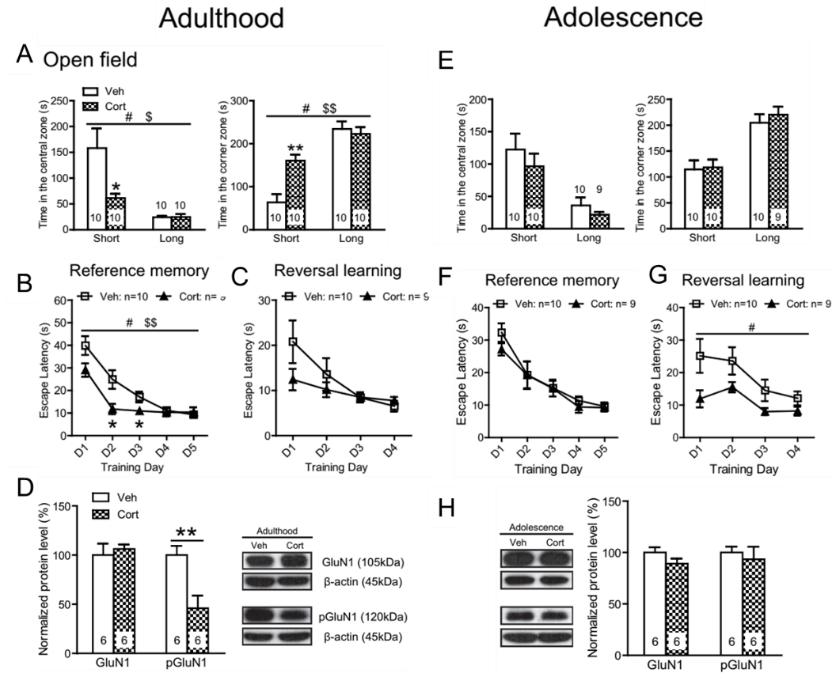 Adulthood
Adolescence
A
Open field
Veh
Cort
Time in the central zone (s)
250
200
150
100
50
0
# $
*
10
10
10 10
Short
Long
Time in the corner zone (s)
300
200
100
0
# $$
**
10
10
10
10
Short
Long
E
Time in the central zone (s)
200
150
100
50
0
10
10
10
9
Short
Long
Time in the corner zone (s)
250
200
150
100
50
0
10
10
10
9
Short
Long
B
Reference memory
Veh: n=10
Cort: n=
Escape Latency (s)
60
50
40
30
20
10
0
# $$
*
*
D1
D2
D3
D4
D5
Training Day
C
Reversal learning
Veh: n=10
Cort: n= 9
Escape Latency (s)
30
20
10
0
D1
D2
D3
D4
Training Day
F
Reference memory
Veh: n=10
Cort: n= 9
Escape Latency (s)
40
30
20
10
0
D1
D2
D3
D4
D5
Training Day
G
Reversal learning
Veh: n=10
Cort: n= 9
Escape Latency (s)
40
30
20
10
0
#
D1
D2
D3
D4
Training Day
D
Veh
Cort
Normalized protein level (%)
150
100
50
0
**
6
6
6
6
GluN1
pGluN1
Adulthood
Veh Cort
GluN1 (105kDa)
β-actin (45kDa)
pGluN1 (120kDa)
β-actin (45kDa)
H
Adolescence
Veh Cort
Normalized protein level (%)
150
100
50
0
6
6
6
6
GluN1
pGluN1